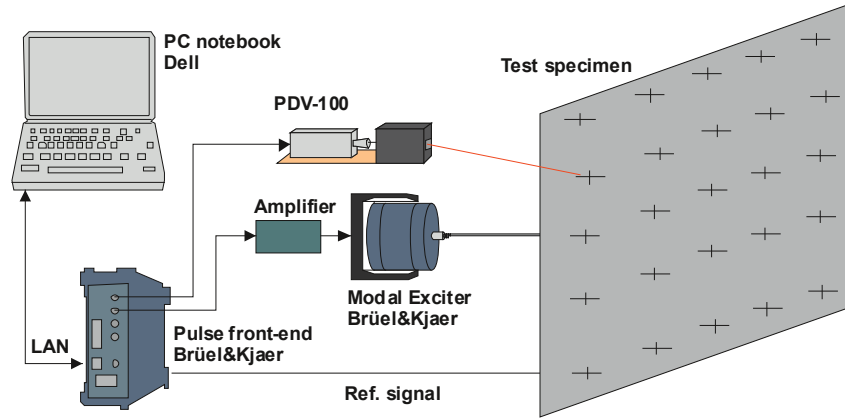 PC notebook
Dell
Test specimen
PDV-100
Amplifier
Modal Exciter
Brüel&Kjaer
Pulse front-end
Brüel&Kjaer
LAN
Ref. signal